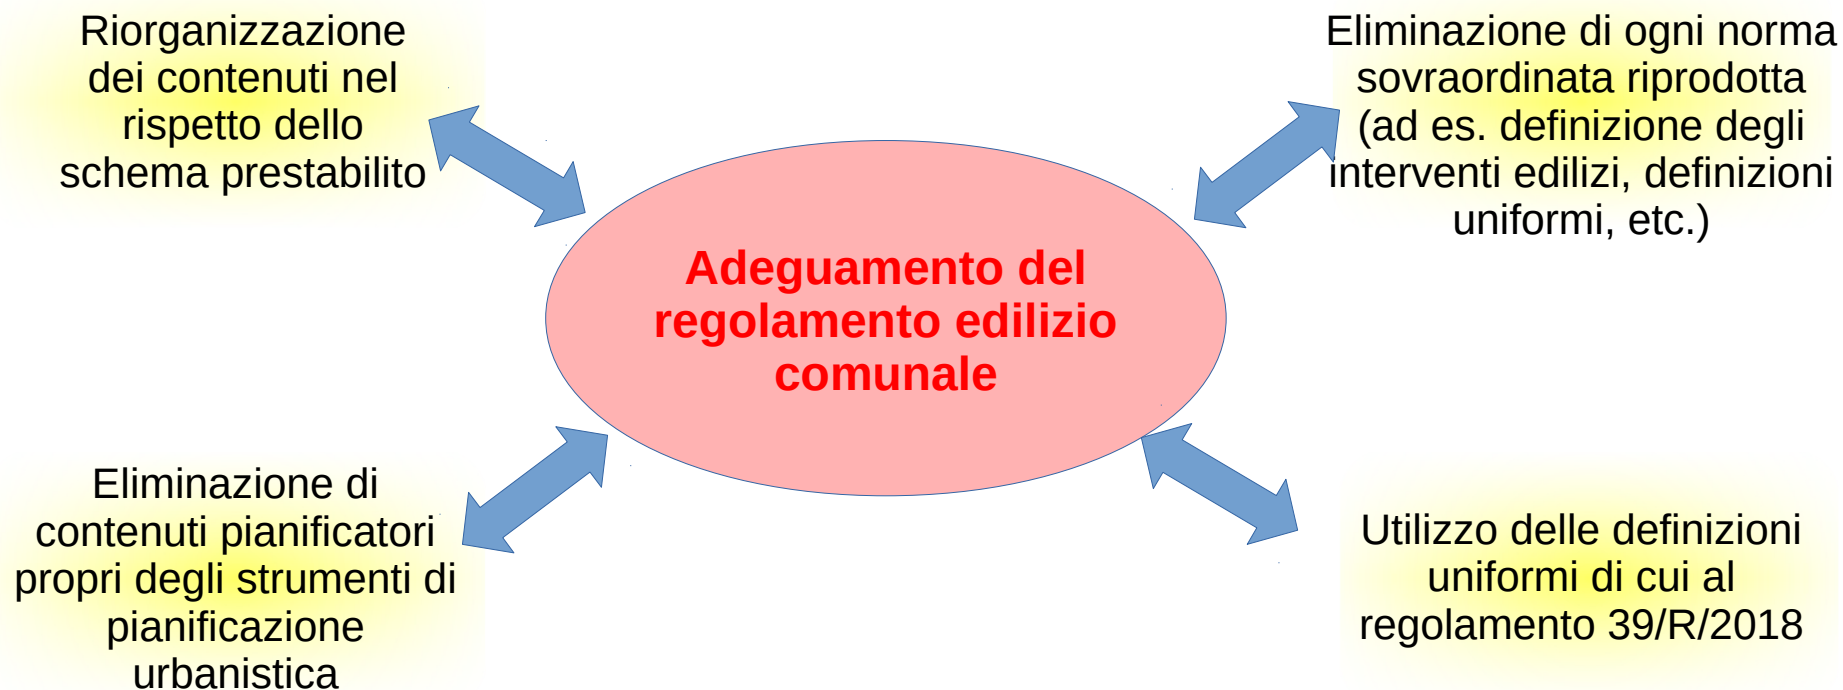 Riorganizzazione
dei contenuti nel
rispetto dello
schema prestabilito
Eliminazione di ogni norma
sovraordinata riprodotta
(ad es. definizione degli
interventi edilizi, definizioni
uniformi, etc.)
Adeguamento del
regolamento edilizio
comunale
Eliminazione di
contenuti pianificatori
propri degli strumenti di
pianificazione
urbanistica
Utilizzo delle definizioni
uniformi di cui al
regolamento 39/R/2018